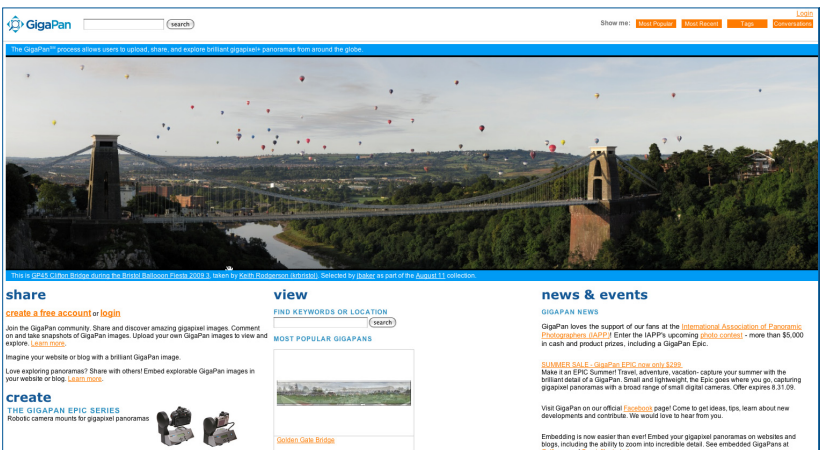 Login
GigaPan
search
Show me:
Most Popular
Most Recent
Tags
Conversations
The GigaPan℠ process allows users to upload, share, and explore brilliant gigapixel+ panoramas from around the globe.
This is GP45 Clifton Bridge during the Bristol Ballooon Fiesta 2009 3, taken by Keith Rodgerson (krbristol). Selected by jbaker as part of the August 11 collection.
share
create a free account or login
Join the GigaPan community, Share and discover amazing gigapixel images. Comment
on and take snapshots of GigaPan images. Upload your own GigaPan images to view and
explore. Learn more.
Imagine your website or blog with a brilliant GigaPan image.
Love exploring panoramas? Share with others! Embed explorable GigaPan images in
your website or blog. Learn more.
create
THE GIGAPAN EPIC SERIES
Robotic camera mounts for gigapixel panoramas
view
FIND KEYWORDS OR LOCATION
search
MOST POPULAR GIGAPANS
Golden Gate Bridge
news & events
GIGAPAN NEWS
GigaPan loves the support of our fans at the International Association of Panoramic
Photographers (IAPP)! Enter the IAPP's upcoming photo contest - more than $5,000
in cash and product prizes, including a GigaPan Epic.
SUMMER SALE - GigaPan EPIC now only $299
Make it an EPIC Summer! Travel, adventure, vacation- capture your summer with the
brilliant detail of a GigaPan. Small and lightweight, the Epic goes where you go, capturing
gigapixel panoramas with a broad range of small digital cameras. Offer expires 8.31.09.
Visit GigaPan on our official Facebook page! Come to get ideas, tips, learn about new
developments and contribute. We would love to hear from you.
Embedding is now easier than ever! Embed your gigapixel panoramas on websites and
blogs, including the ability to zoom into incredible detail. See embedded GigaPans at